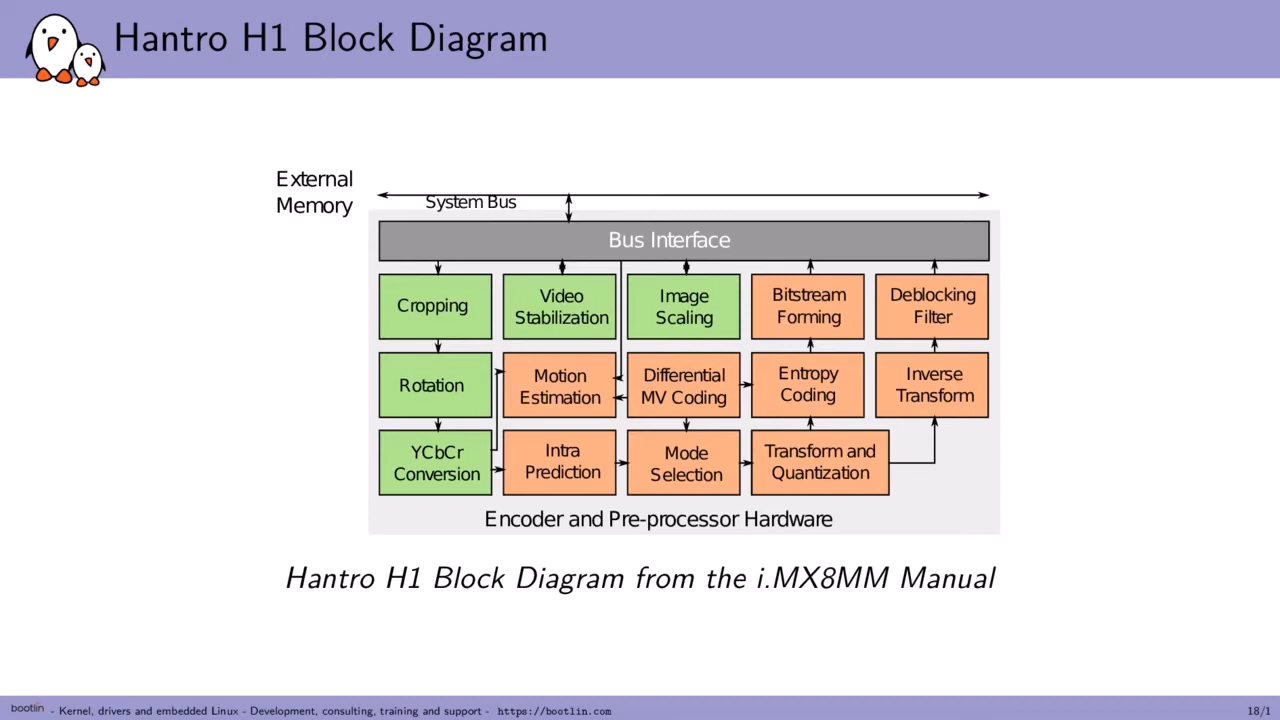 Hantro H1 Block Diagram
External
Memory
System Bus
Bus Interface
Cropping
Video
Stabilization
Image
Scaling
Bitstream
Forming
Deblocking
Filter
Rotation
Motion
Estimation
Differential
MV Coding
Entropy
Coding
Inverse
Transform
YCbCr
Conversion
Intra
Prediction
Mode
Selection
Transform and
Quantization
Encoder and Pre-processor Hardware
Hantro H1 Block Diagram from the i.MX8MM Manual
bootlin - Kernel, drivers and embedded Linux - Development, consulting, training and support - https://bootlin.com
18/1